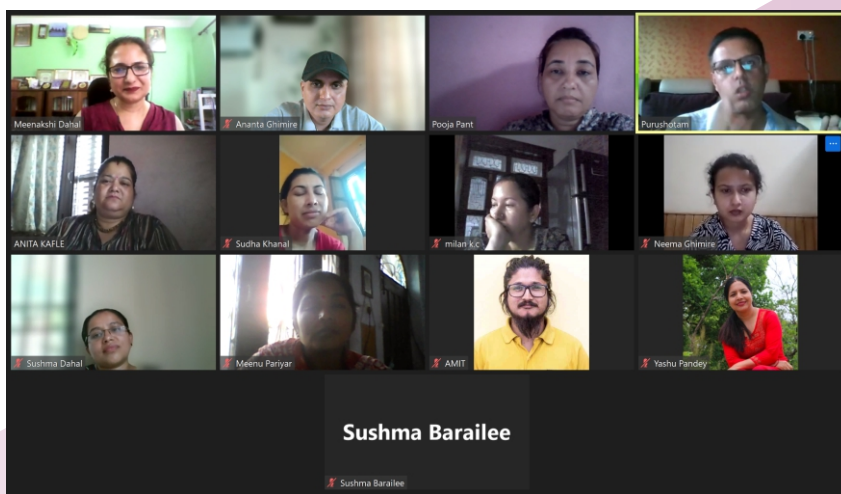 Meenakshi Dahal
Ananta Ghimire
Pooja Pant
Purushotam
ANITA KAFLE
Sudha Khanal
milan k.c
Neema Ghimire
Sushma Dahal
Meenu Pariyar
AMIT
Yashu Pandey
Sushma Barailee
Sushma Barailee